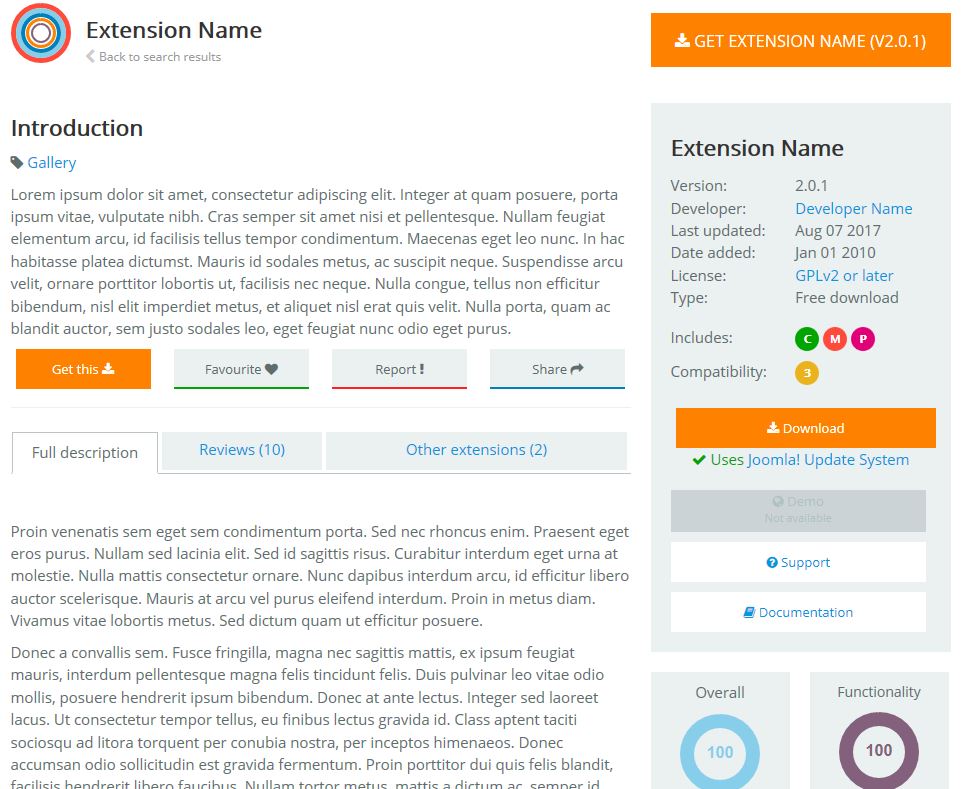 Extension Name
Back to search results
GET EXTENSION NAME (V2.0.1)
Introduction
Gallery
Lorem ipsum dolor sit amet, consectetur adipiscing elit. Integer at quam posuere, porta
ipsum vitae, vulputate nibh. Cras semper sit amet nisi et pellentesque. Nullam feugiat
elementum arcu, id facilisis tellus tempor condimentum. Maecenas eget leo nunc. In hac
habitasse platea dictumst. Mauris id sodales metus, ac suscipit neque. Suspendisse arcu
velit, ornare porttitor lobortis ut, facilisis nec neque. Nulla congue, tellus non efficitur
bibendum, nisl elit imperdiet metus, et aliquet nisl erat quis velit. Nulla porta, quam ac
blandit auctor, sem justo sodales leo, eget feugiat nunc odio eget purus.
Get this
Favourite
Report
Share
Full description
Reviews (10)
Other extensions (2)
Proin venenatis sem eget sem condimentum porta. Sed nec rhoncus enim. Praesent eget
eros purus. Nullam sed lacinia elit. Sed id sagittis risus. Curabitur interdum eget urna at
molestie. Nulla mattis consectetur ornare. Nunc dapibus interdum arcu, id efficitur libero
auctor scelerisque. Mauris at arcu vel purus eleifend interdum. Proin in metus diam.
Vivamus vitae lobortis metus. Sed dictum quam ut efficitur posuere.
Donec a convallis sem. Fusce fringilla, magna nec sagittis mattis, ex ipsum feugiat
mauris, interdum pellentesque magna felis tincidunt felis. Duis pulvinar leo vitae odio
mollis, posuere hendrerit ipsum bibendum. Donec at ante lectus. Integer sed laoreet
lacus. Ut consectetur tempor tellus, eu finibus lectus gravida id. Class aptent taciti
sociosqu ad litora torquent per conubia nostra, per inceptos himenaeos. Donec
accumsan odio sollicitudin est gravida fermentum. Proin porttitor dui quis felis blandit,
facilisis hendrerit libero faucibus. Nullam tortor metus, mattis a dictum ac, semper id
Extension Name
Version: 2.0.1
Developer: Developer Name
Last updated: Aug 07 2017
Date added: Jan 01 2010
License: GPLv2 or later
Type: Free download
Includes: C M P
Compatibility: 3
Download
Uses Joomla! Update System
Demo
Not available
Support
Documentation
Overall
100
Functionality
100